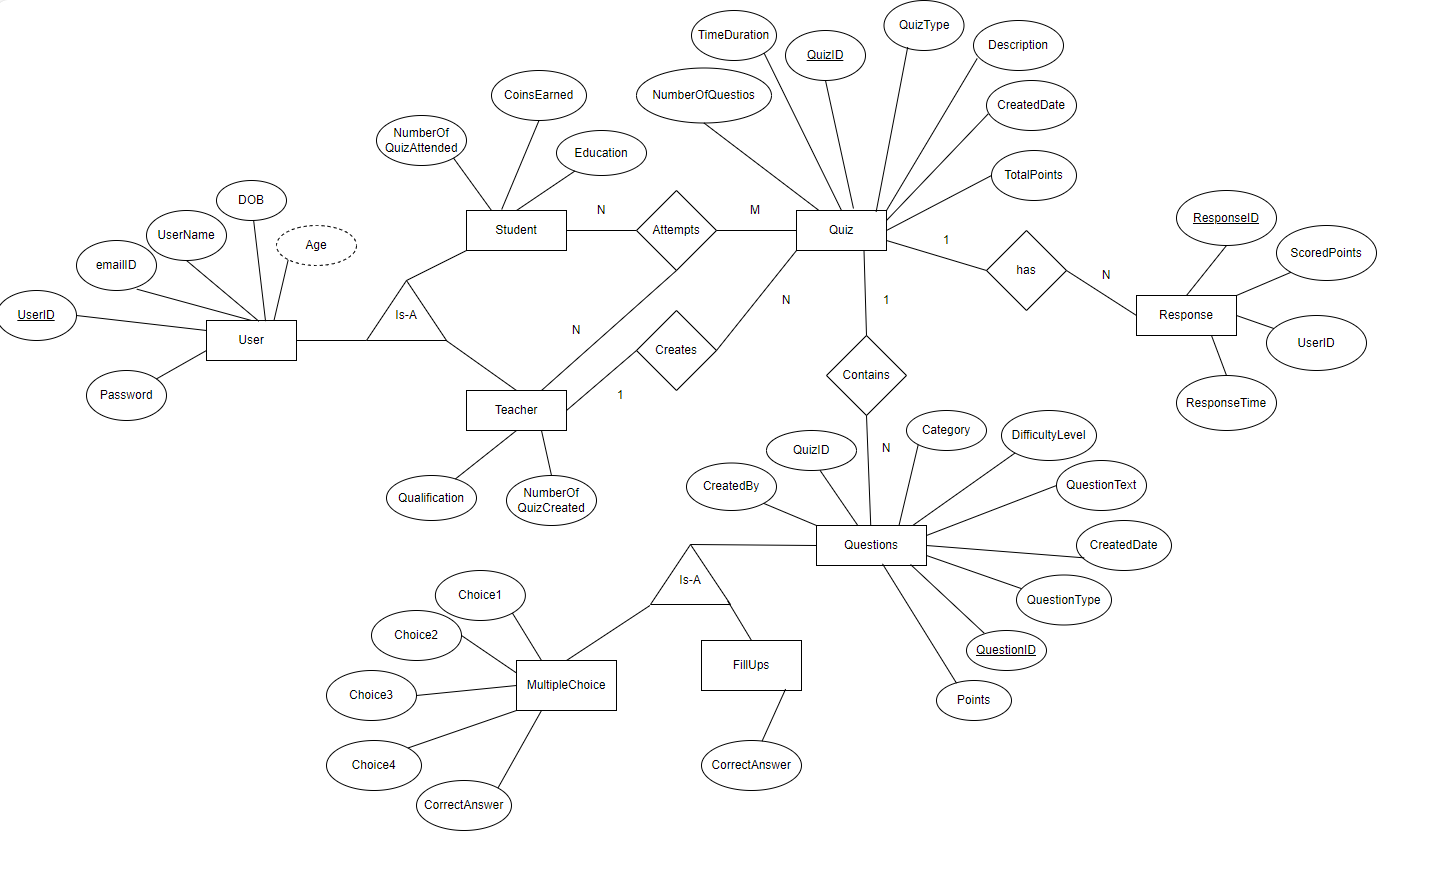 QuizType
TimeDuration
QuizID
Description
CoinsEarned
NumberOfQuestios
CreatedDate
NumberOf
QuizAttended
Education
TotalPoints
DOB
N
M
ResponseID
UserName
Age
Student
Attempts
Quiz
1
ScoredPoints
emailID
has
N
UserID
Is-A
N
1
Response
User
N
Creates
UserID
Password
1
Contains
ResponseTime
Teacher
Category
DifficultyLevel
QuizID
N
Qualification
NumberOf
QuizCreated
CreatedBy
QuestionText
Questions
CreatedDate
Is-A
Choice1
QuestionType
Choice2
FillUps
QuestionID
Choice3
MultipleChoice
Points
Choice4
CorrectAnswer
CorrectAnswer